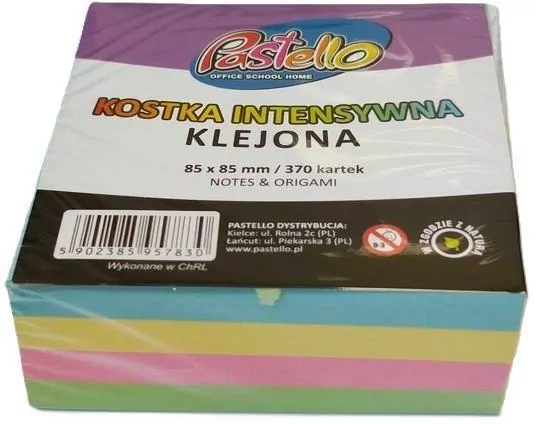 Pastello
OFFICE SCHOOL HOME
KOSTKA INTENSYWNA
KLEJONA
85 x 85 mm / 370 kartek
NOTES & ORIGAMI
PASTELLO DYSTRYBUCJA:
Kielce: ul. Rolna 2c (PL)
Łańcut: ul. Piekarska 3 (PL)
www.pastello.pl
0-3
W ZGODZIE Z NATURĄ
5 902385 957830
Wykonane w ChRL